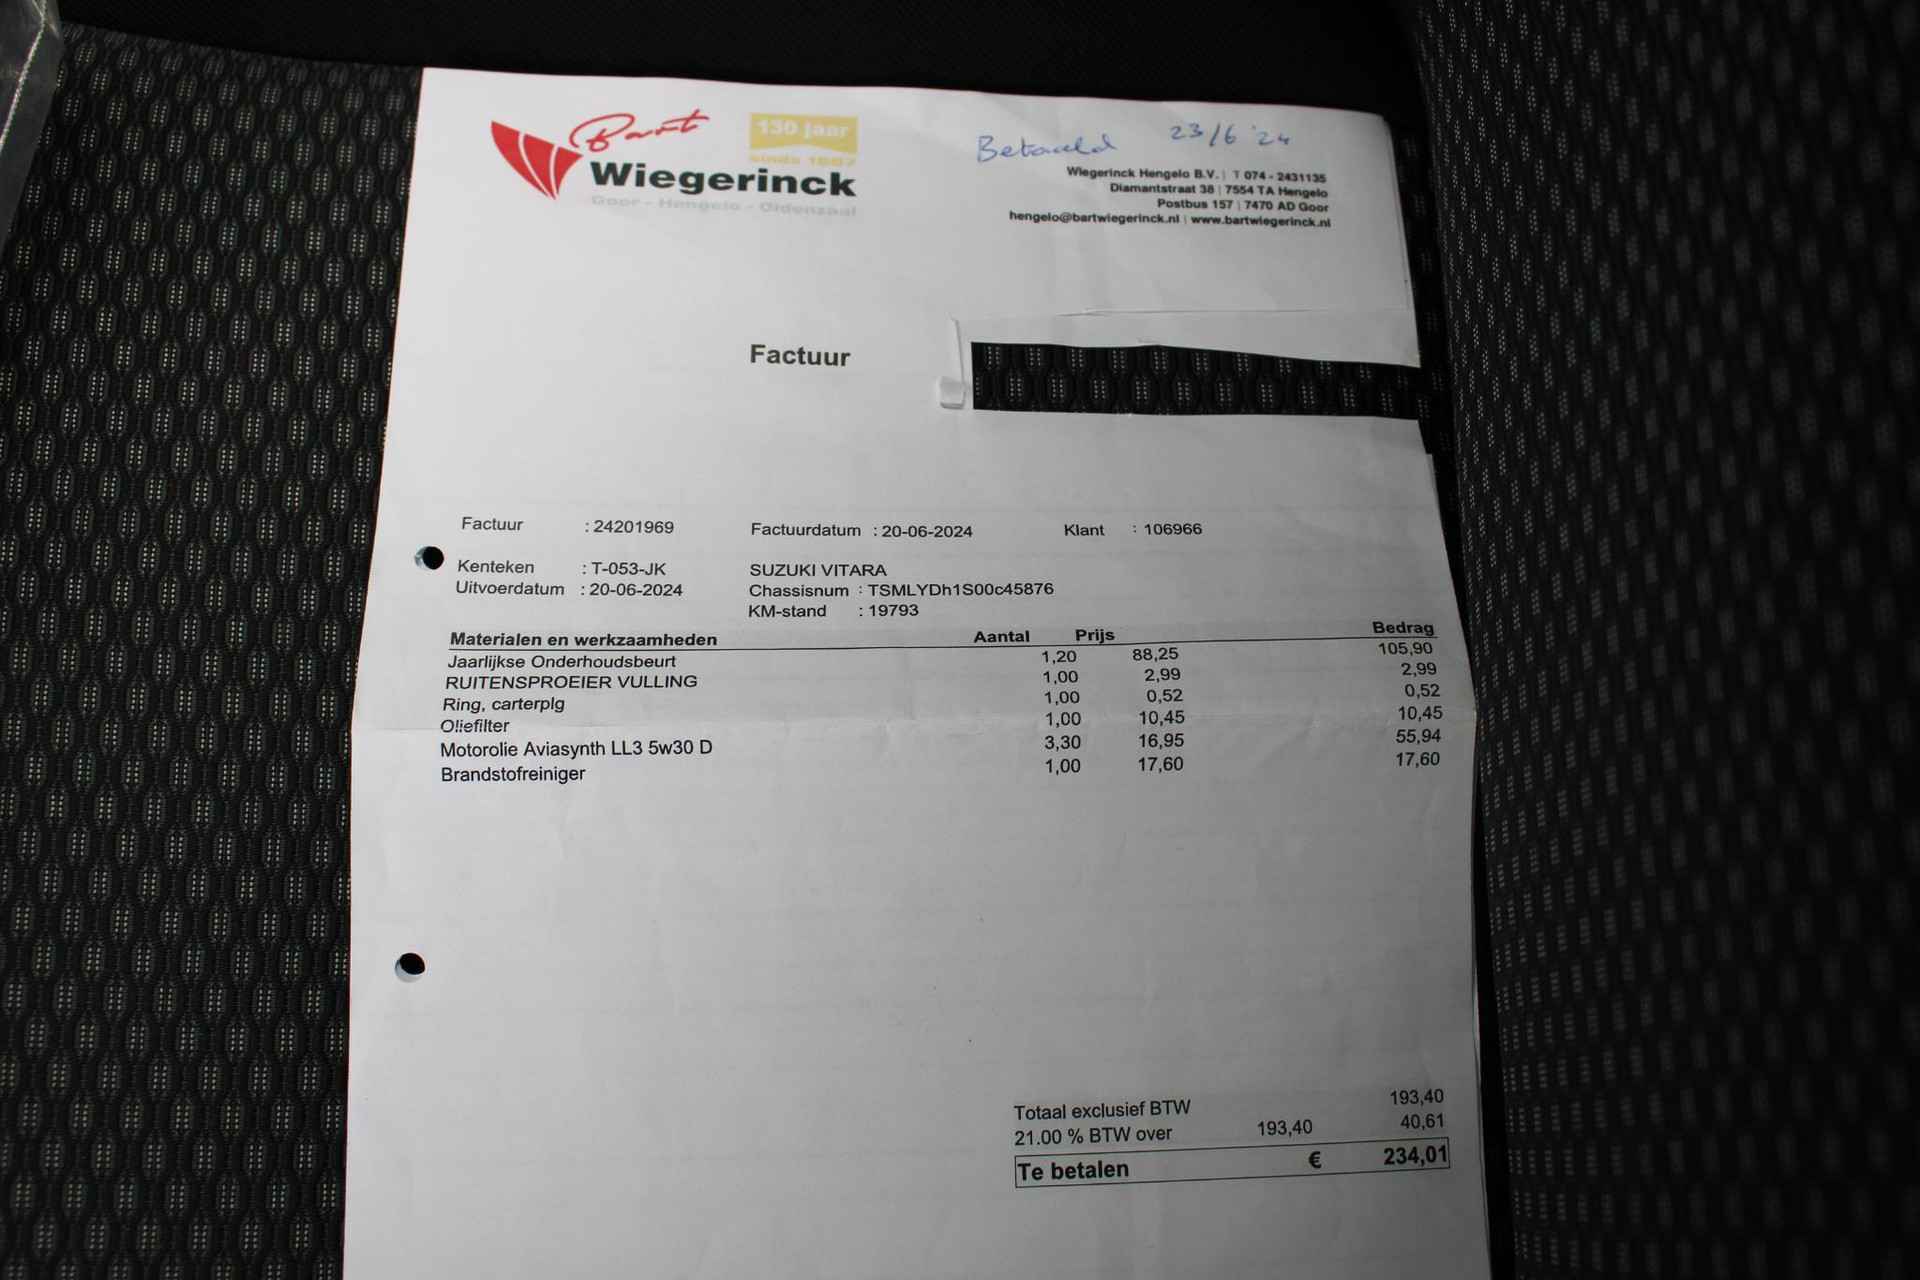 Bart
Wiegerinck
130 jaar
sinds 1887
Goor - Hengelo - Oldenzaal
Betaald 23/6 '24
Wiegerinck Hengelo B.V. | T 074 - 2431135
Diamantstraat 38 | 7554 TA Hengelo
Postbus 157 | 7470 AD Goor
hengelo@bartwiegerinck.nl | www.bartwiegerinck.nl
Factuur
Factuur : 24201969 Factuurdatum : 20-06-2024 Klant : 106966
Kenteken : T-053-JK SUZUKI VITARA
Uitvoerdatum : 20-06-2024 Chassisnum : TSMLYDh1S00c45876
KM-stand : 19793
Materialen en werkzaamheden Aantal Prijs Bedrag
Jaarlijkse Onderhoudsbeurt 1,20 88,25 105,90
RUITENSPROEIER VULLING 1,00 2,99 2,99
Ring, carterplg 1,00 0,52 0,52
Oliefilter 1,00 10,45 10,45
Motorolie Aviasynth LL3 5w30 D 3,30 16,95 55,94
Brandstofreiniger 1,00 17,60 17,60
Totaal exclusief BTW 193,40
21.00 % BTW over 193,40 40,61
Te betalen € 234,01